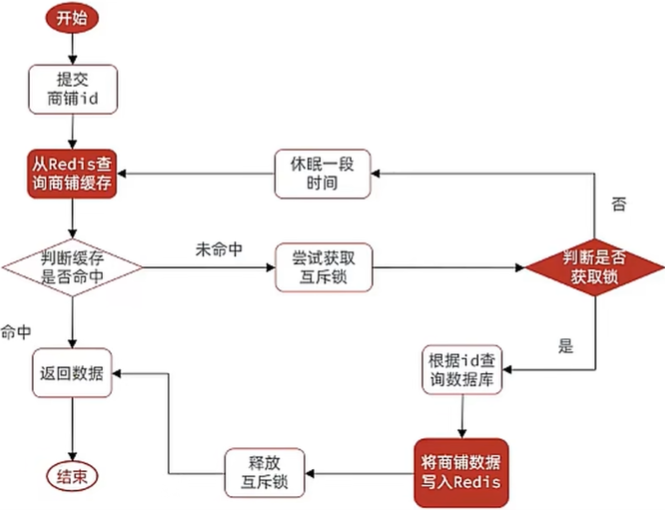 开始
提交
商铺id
从Redis查
询商铺缓存
休眠一段
时间
否
判断缓存
是否命中
未命中
尝试获取
互斥锁
判断是否
获取锁
命中
是
返回数据
根据id查
询数据库
结束
释放
互斥锁
将商铺数据
写入Redis